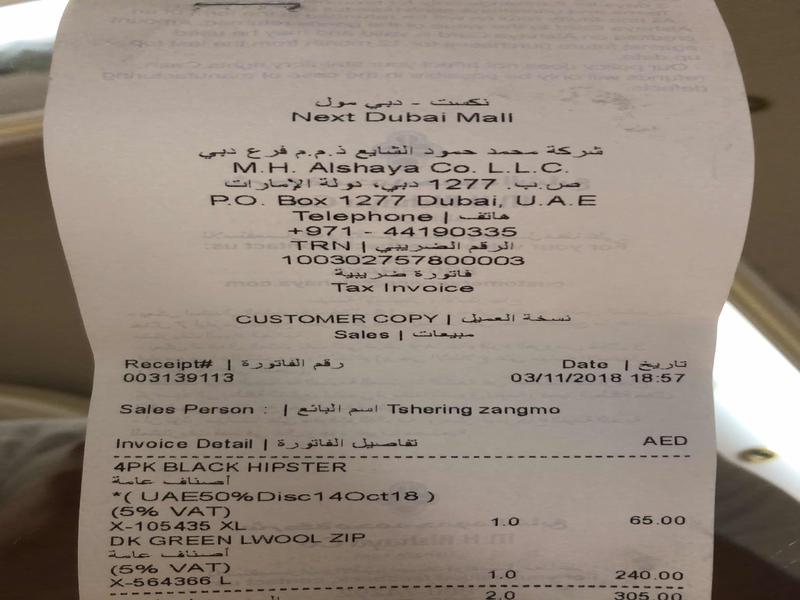 نكست - دبي مول
Next Dubai Mall
شركة محمد حمود الشايع ذ.م.م فرع دبي
M.H. Alshaya Co. L.L.C.
ص.ب. 1277 دبي، دولة الإمارات
P.O. Box 1277 Dubai, U.A.E
Telephone | هاتف
+971 - 44190335
TRN | الرقم الضريبي
100302757800003
فاتورة ضريبية
Tax Invoice
CUSTOMER COPY | نسخة العميل
Sales | مبيعات
Receipt# | رقم الفاتورة Date | تاريخ
003139113 03/11/2018 18:57
Sales Person : | اسم البائع Tshering zangmo
Invoice Detail | تفاصيل الفاتورة AED
4PK BLACK HIPSTER
أصناف عامة
*( UAE50%Disc14Oct18 )
(5% VAT)
X-105435 XL 1.0 65.00
DK GREEN LWOOL ZIP
أصناف عامة
(5% VAT)
X-564366 L 1.0 240.00
2.0 305.00